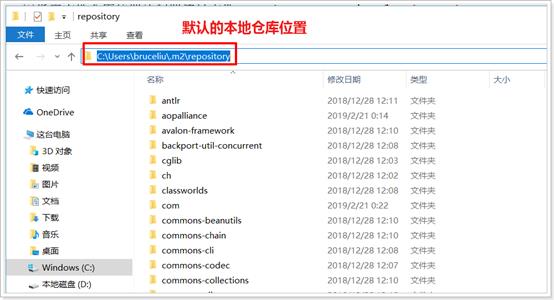 repository
文件 主页 共享 查看
默认的本地仓库位置
C:\Users\bruceliu\.m2\repository
名称 修改日期 类型 大小
快速访问
OneDrive
这台电脑
3D 对象
视频
图片
文档
下载
音乐
桌面
Windows (C:)
本地磁盘 (D:)
antlr 2018/12/28 12:11 文件夹
aopalliance 2019/2/21 0:14 文件夹
avalon-framework 2018/12/28 12:10 文件夹
backport-util-concurrent 2018/12/28 12:08 文件夹
cglib 2018/12/28 12:03 文件夹
ch 2018/12/28 12:02 文件夹
classworlds 2018/12/28 12:08 文件夹
com 2019/2/21 0:22 文件夹
commons-beanutils 2018/12/28 12:10 文件夹
commons-chain 2018/12/28 12:10 文件夹
commons-cli 2018/12/28 12:08 文件夹
commons-codec 2018/12/28 12:07 文件夹
commons-collections 2018/12/28 12:10 文件夹